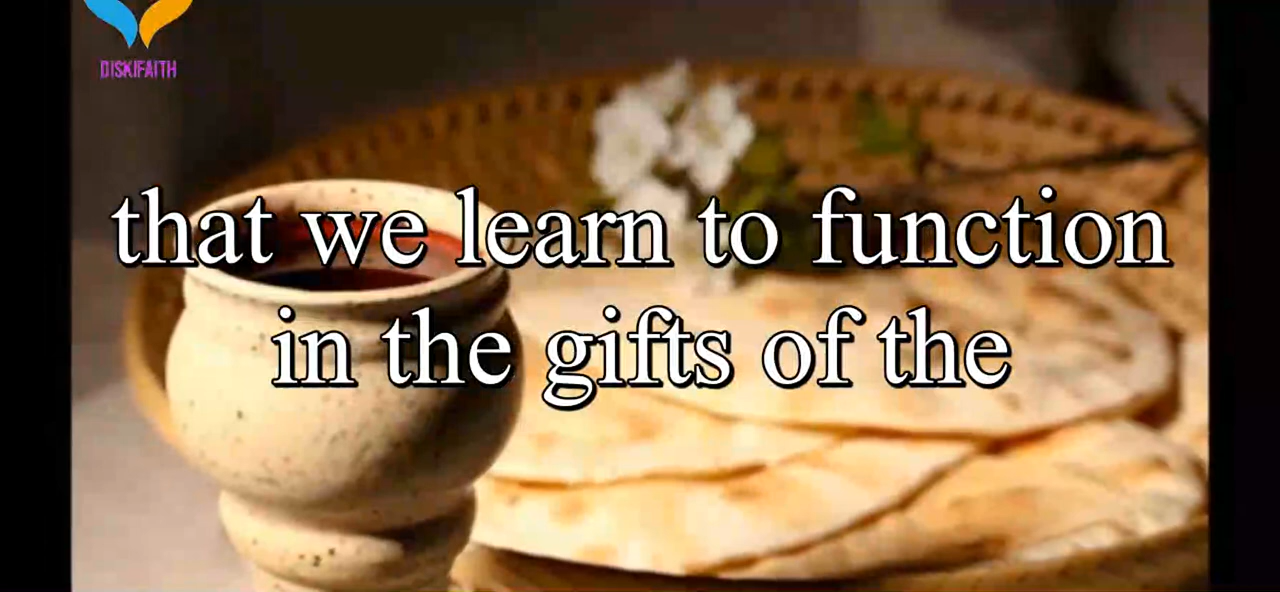 DISKIFAITH
that we learn to function
in the gifts of the